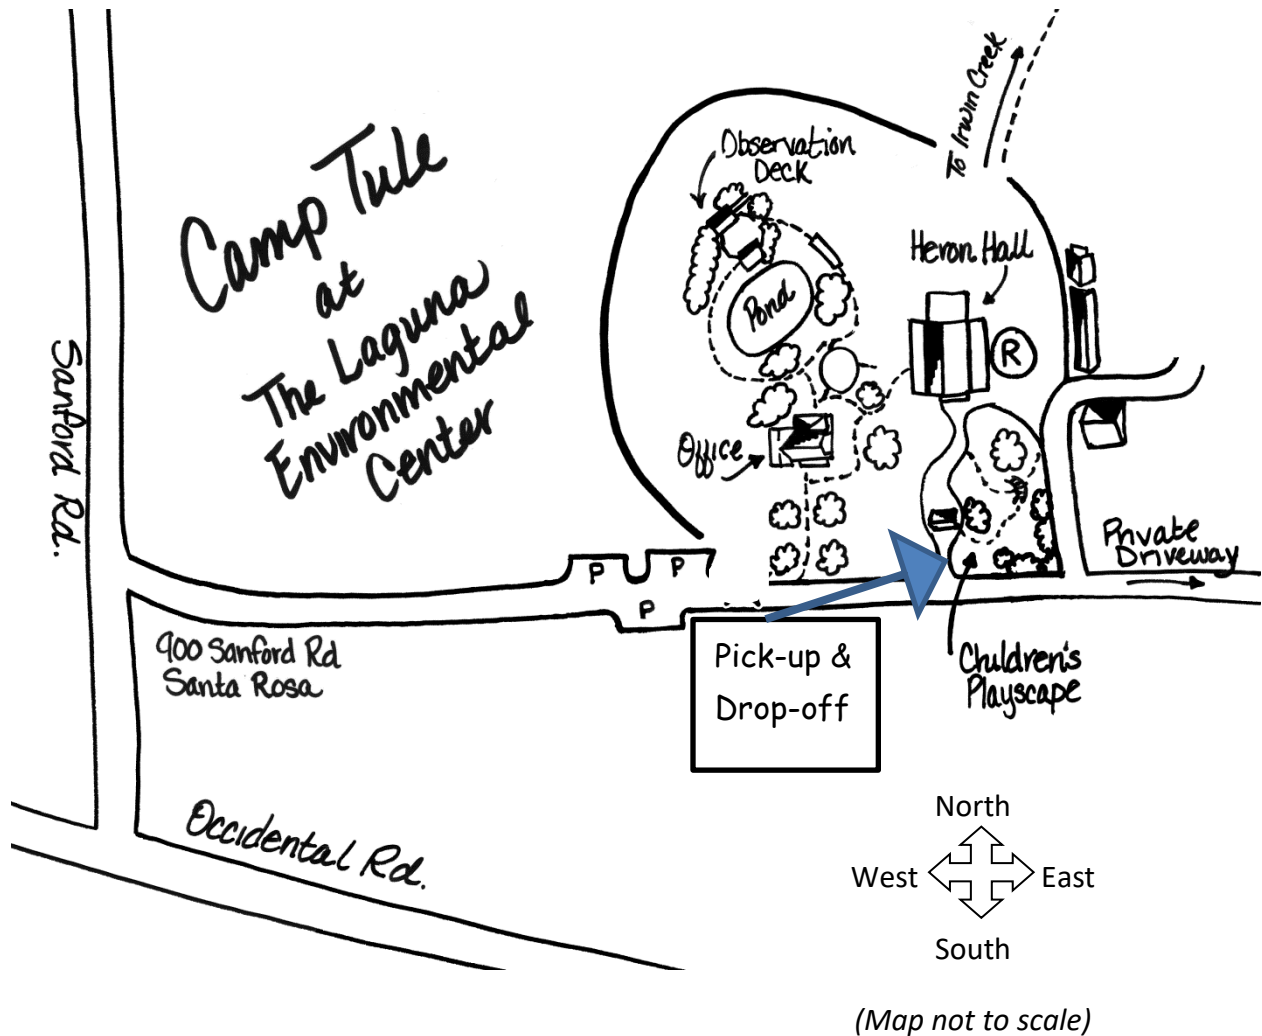 To Irwin Creek
Observation
Deck
Camp Tule
at
The Laguna
Environmental
Center
Heron Hall
Pond
R
Sanford Rd.
Office
Private
Driveway
P
P
P
900 Sanford Rd
Santa Rosa
Pick-up &
Drop-off
Children's
Playscape
Occidental Rd.
North
West
East
South
(Map not to scale)